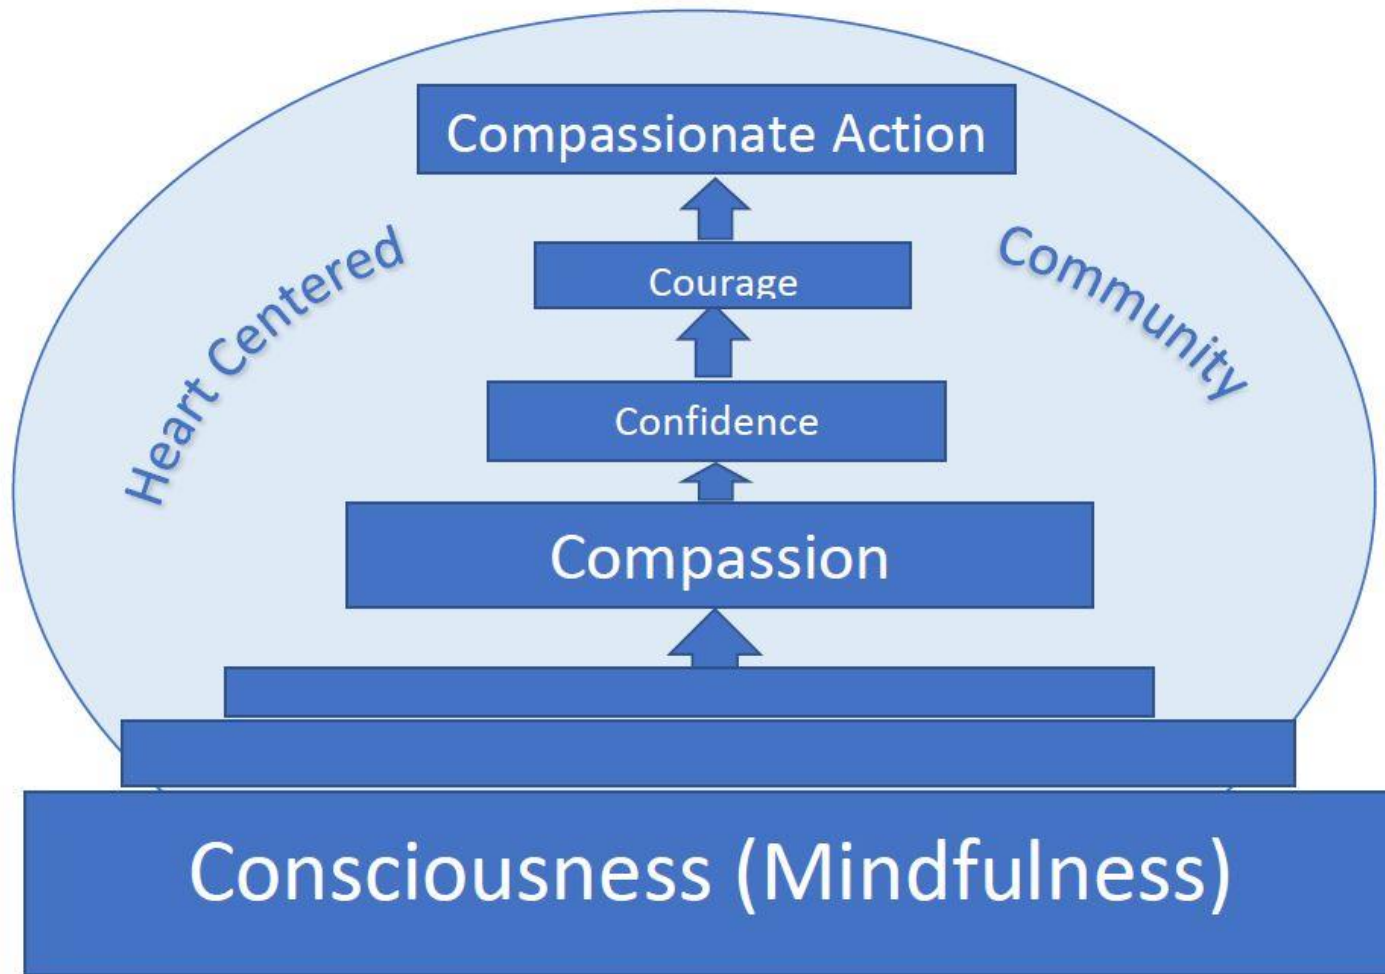 Compassionate Action
Heart Centered
Community
Courage
Confidence
Compassion
Consciousness (Mindfulness)